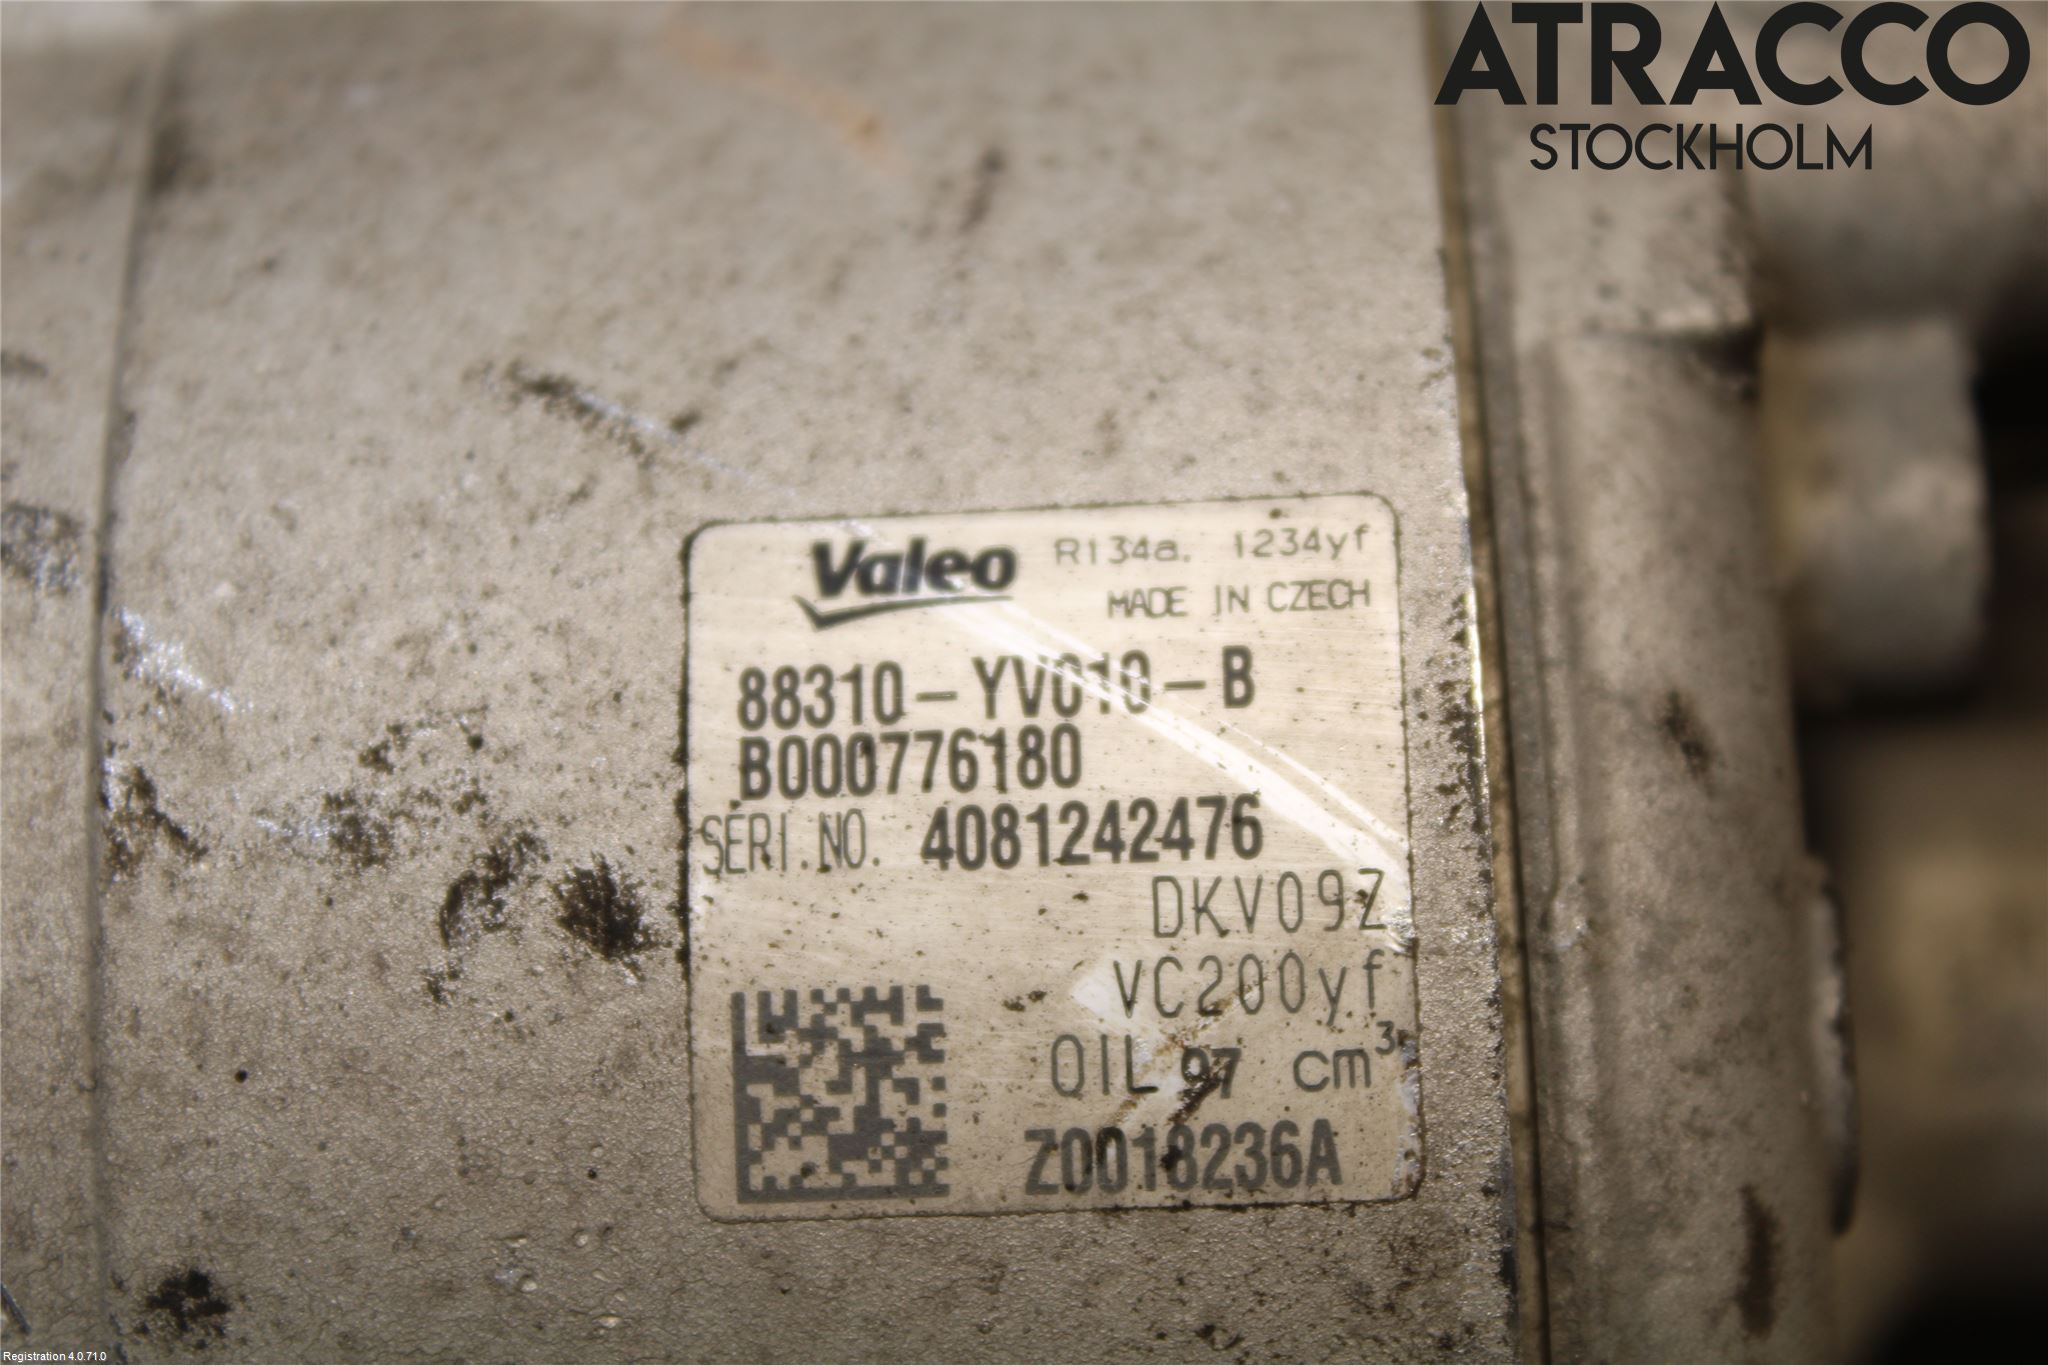 ATRACCO
STOCKHOLM
Valeo R134a. 1234yf
MADE IN CZECH
88310-YV010-B
B000776180
SERI.NO. 4081242476
DKV09Z
VC200yf
OIL 97 cm³
Z0018236A
Registration 4.0.71.0